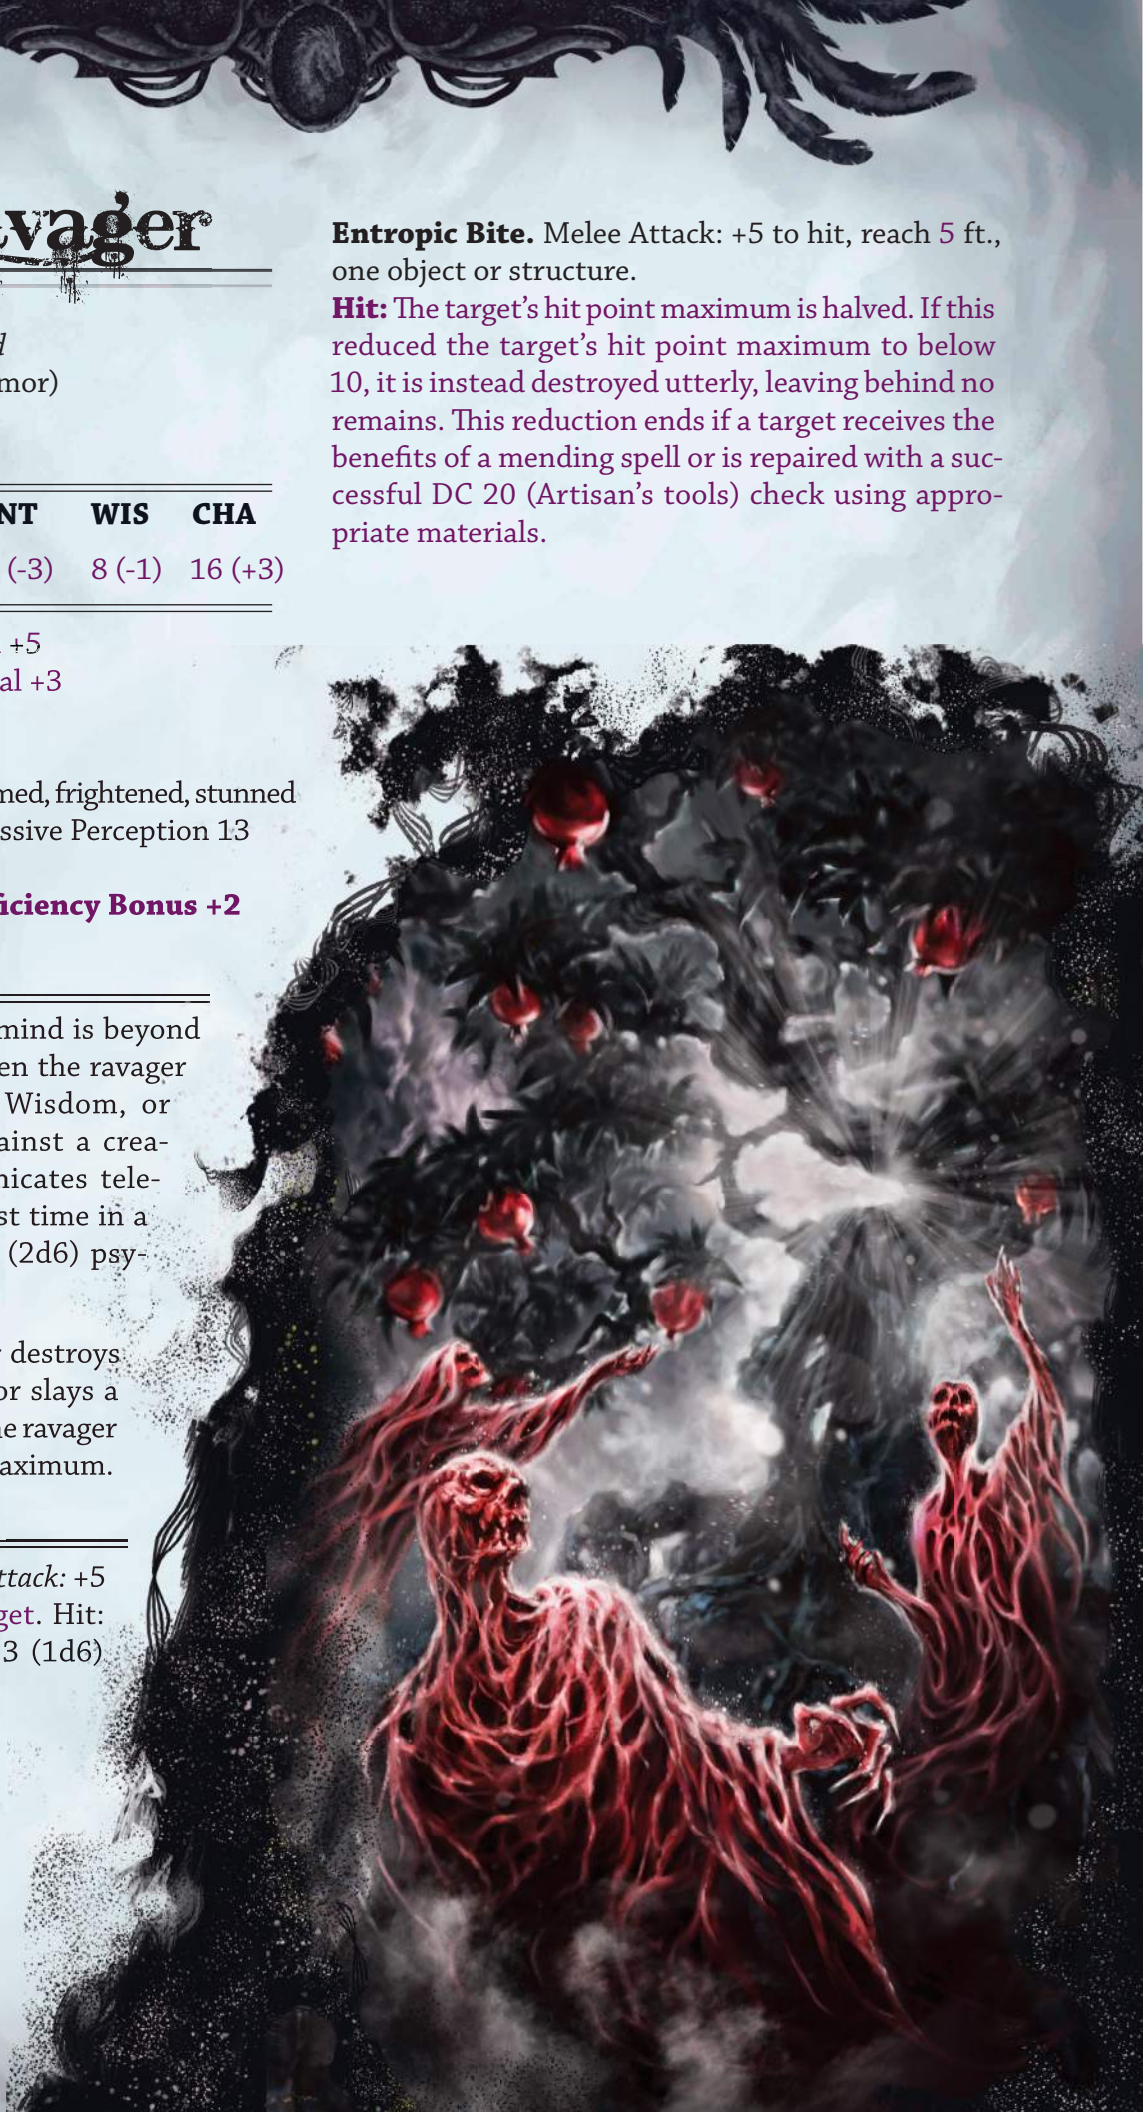 avager
d
mor)
NT WIS CHA
(-3) 8 (-1) 16 (+3)
+5
al +3
med, frightened, stunned
ssive Perception 13
ficiency Bonus +2
mind is beyond
en the ravager
Wisdom, or
ainst a crea-
nicates tele-
st time in a
(2d6) psy-
r destroys
or slays a
he ravager
aximum.
ttack: +5
get. Hit:
3 (1d6)
Entropic Bite. Melee Attack: +5 to hit, reach 5 ft.,
one object or structure.
Hit: The target's hit point maximum is halved. If this
reduced the target's hit point maximum to below
10, it is instead destroyed utterly, leaving behind no
remains. This reduction ends if a target receives the
benefits of a mending spell or is repaired with a suc-
cessful DC 20 (Artisan's tools) check using appro-
priate materials.